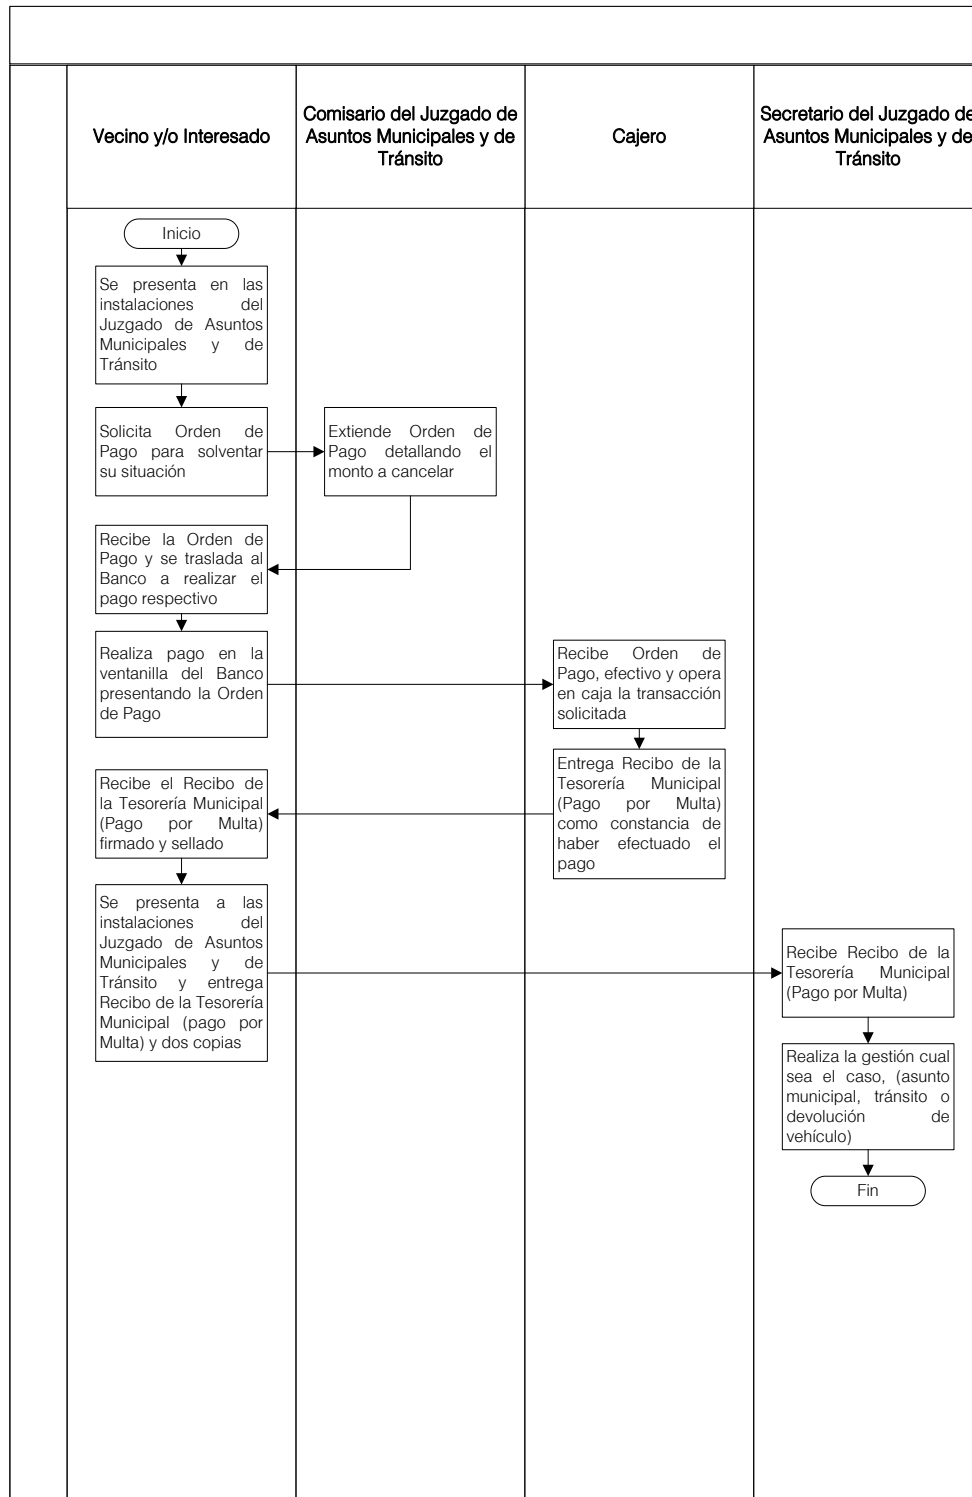 Vecino y/o Interesado
Comisario del Juzgado de
Asuntos Municipales y de
Tránsito
Cajero
Secretario del Juzgado de
Asuntos Municipales y de
Tránsito
Inicio
Se presenta en las
instalaciones del
Juzgado de Asuntos
Municipales y de
Tránsito
Solicita Orden de
Pago para solventar
su situación
Extiende Orden de
Pago detallando el
monto a cancelar
Recibe la Orden de
Pago y se traslada al
Banco a realizar el
pago respectivo
Realiza pago en la
ventanilla del Banco
presentando la Orden
de Pago
Recibe Orden de
Pago, efectivo y opera
en caja la transacción
solicitada
Entrega Recibo de la
Tesorería Municipal
(Pago por Multa)
como constancia de
haber efectuado el
pago
Recibe el Recibo de
la Tesorería Municipal
(Pago por Multa)
firmado y sellado
Se presenta a las
instalaciones del
Juzgado de Asuntos
Municipales y de
Tránsito y entrega
Recibo de la Tesorería
Municipal (pago por
Multa) y dos copias
Recibe Recibo de la
Tesorería Municipal
(Pago por Multa)
Realiza la gestión cual
sea el caso, (asunto
municipal, tránsito o
devolución de
vehículo)
Fin